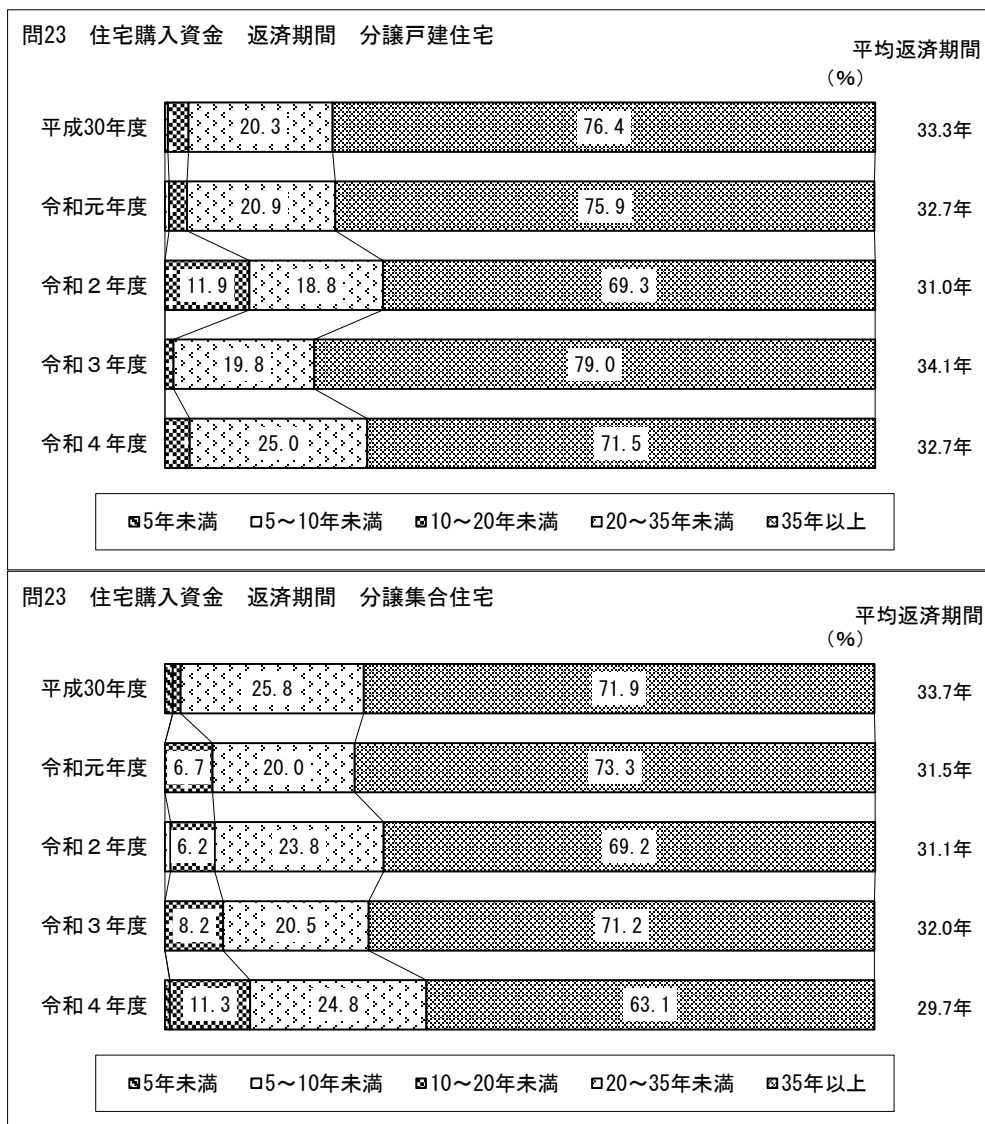 問23　住宅購入資金　返済期間　分譲戸建住宅
平均返済期間
(%)
平成30年度 20.3 76.4 33.3年
令和元年度 20.9 75.9 32.7年
令和２年度 11.9 18.8 69.3 31.0年
令和３年度 19.8 79.0 34.1年
令和４年度 25.0 71.5 32.7年
5年未満 5～10年未満 10～20年未満 20～35年未満 35年以上
問23　住宅購入資金　返済期間　分譲集合住宅
平均返済期間
(%)
平成30年度 25.8 71.9 33.7年
令和元年度 6.7 20.0 73.3 31.5年
令和２年度 6.2 23.8 69.2 31.1年
令和３年度 8.2 20.5 71.2 32.0年
令和４年度 11.3 24.8 63.1 29.7年
5年未満 5～10年未満 10～20年未満 20～35年未満 35年以上